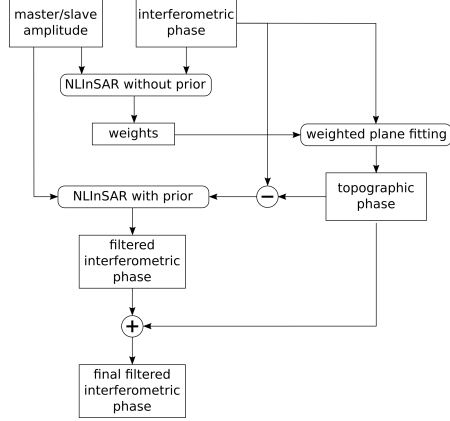 master/slave
amplitude
interferometric
phase
NLInSAR without prior
weights
weighted plane fitting
topographic
phase
NLInSAR with prior
−
filtered
interferometric
phase
+
final filtered
interferometric
phase